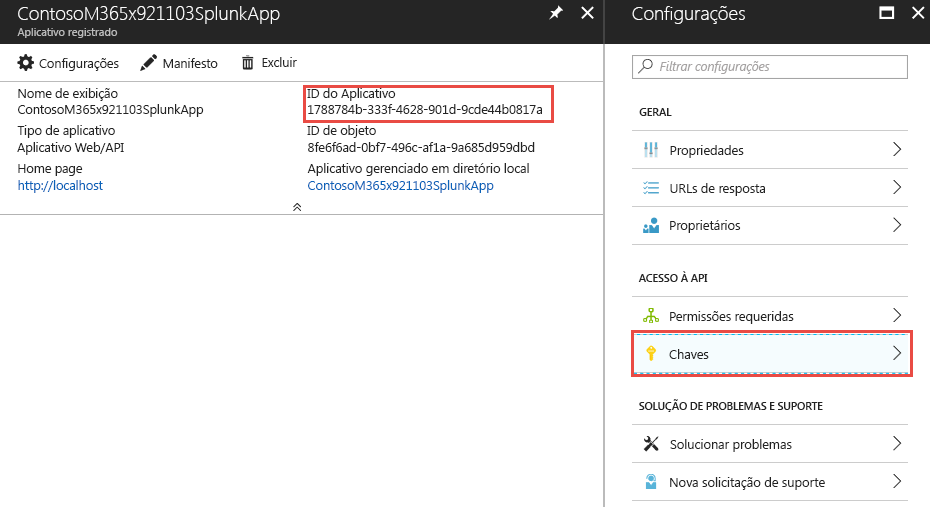 ContosoM365x921103SplunkApp
Aplicativo registrado
Configurações
Manifesto
Excluir
Nome de exibição
ContosoM365x921103SplunkApp
ID do Aplicativo
1788784b-333f-4628-901d-9cde44b0817a
Tipo de aplicativo
Aplicativo Web/API
ID de objeto
8fe6f6ad-0bf7-496c-af1a-9a685d959dbd
Home page
http://localhost
Aplicativo gerenciado em diretório local
ContosoM365x921103SplunkApp
Configurações
Filtrar configurações
GERAL
Propriedades
URLs de resposta
Proprietários
ACESSO À API
Permissões requeridas
Chaves
SOLUÇÃO DE PROBLEMAS E SUPORTE
Solucionar problemas
Nova solicitação de suporte